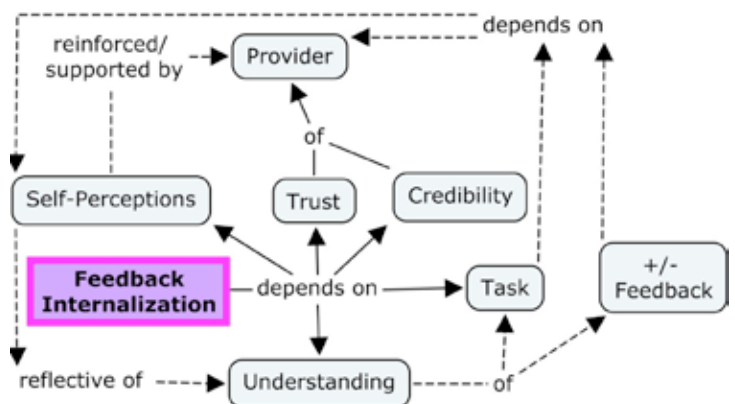 depends on
reinforced/
supported by
Provider
of
Self-Perceptions
Trust
Credibility
Feedback
Internalization
depends on
Task
+/-
Feedback
reflective of
Understanding
of